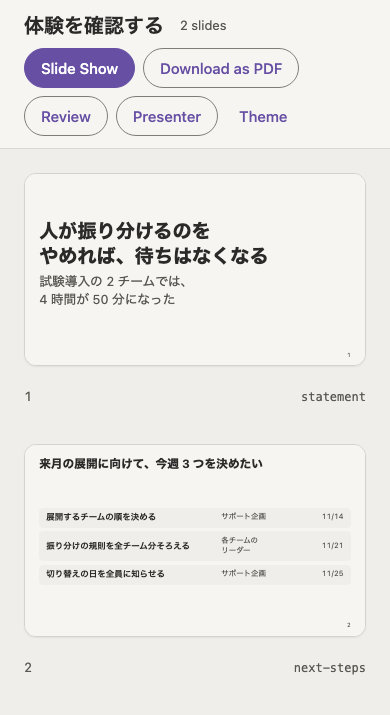 体験を確認する 2 slides
Slide Show Download as PDF
Review Presenter Theme
人が振り分けるのを
やめれば、待ちはなくなる
試験導入の 2 チームでは、
4 時間が 50 分になった
1
1 statement
来月の展開に向けて、今週 3 つを決めたい
展開するチームの順を決める サポート企画 11/14
振り分けの規則を全チーム分そろえる 各チームの
リーダー 11/21
切り替えの日を全員に知らせる サポート企画 11/25
2
2 next-steps